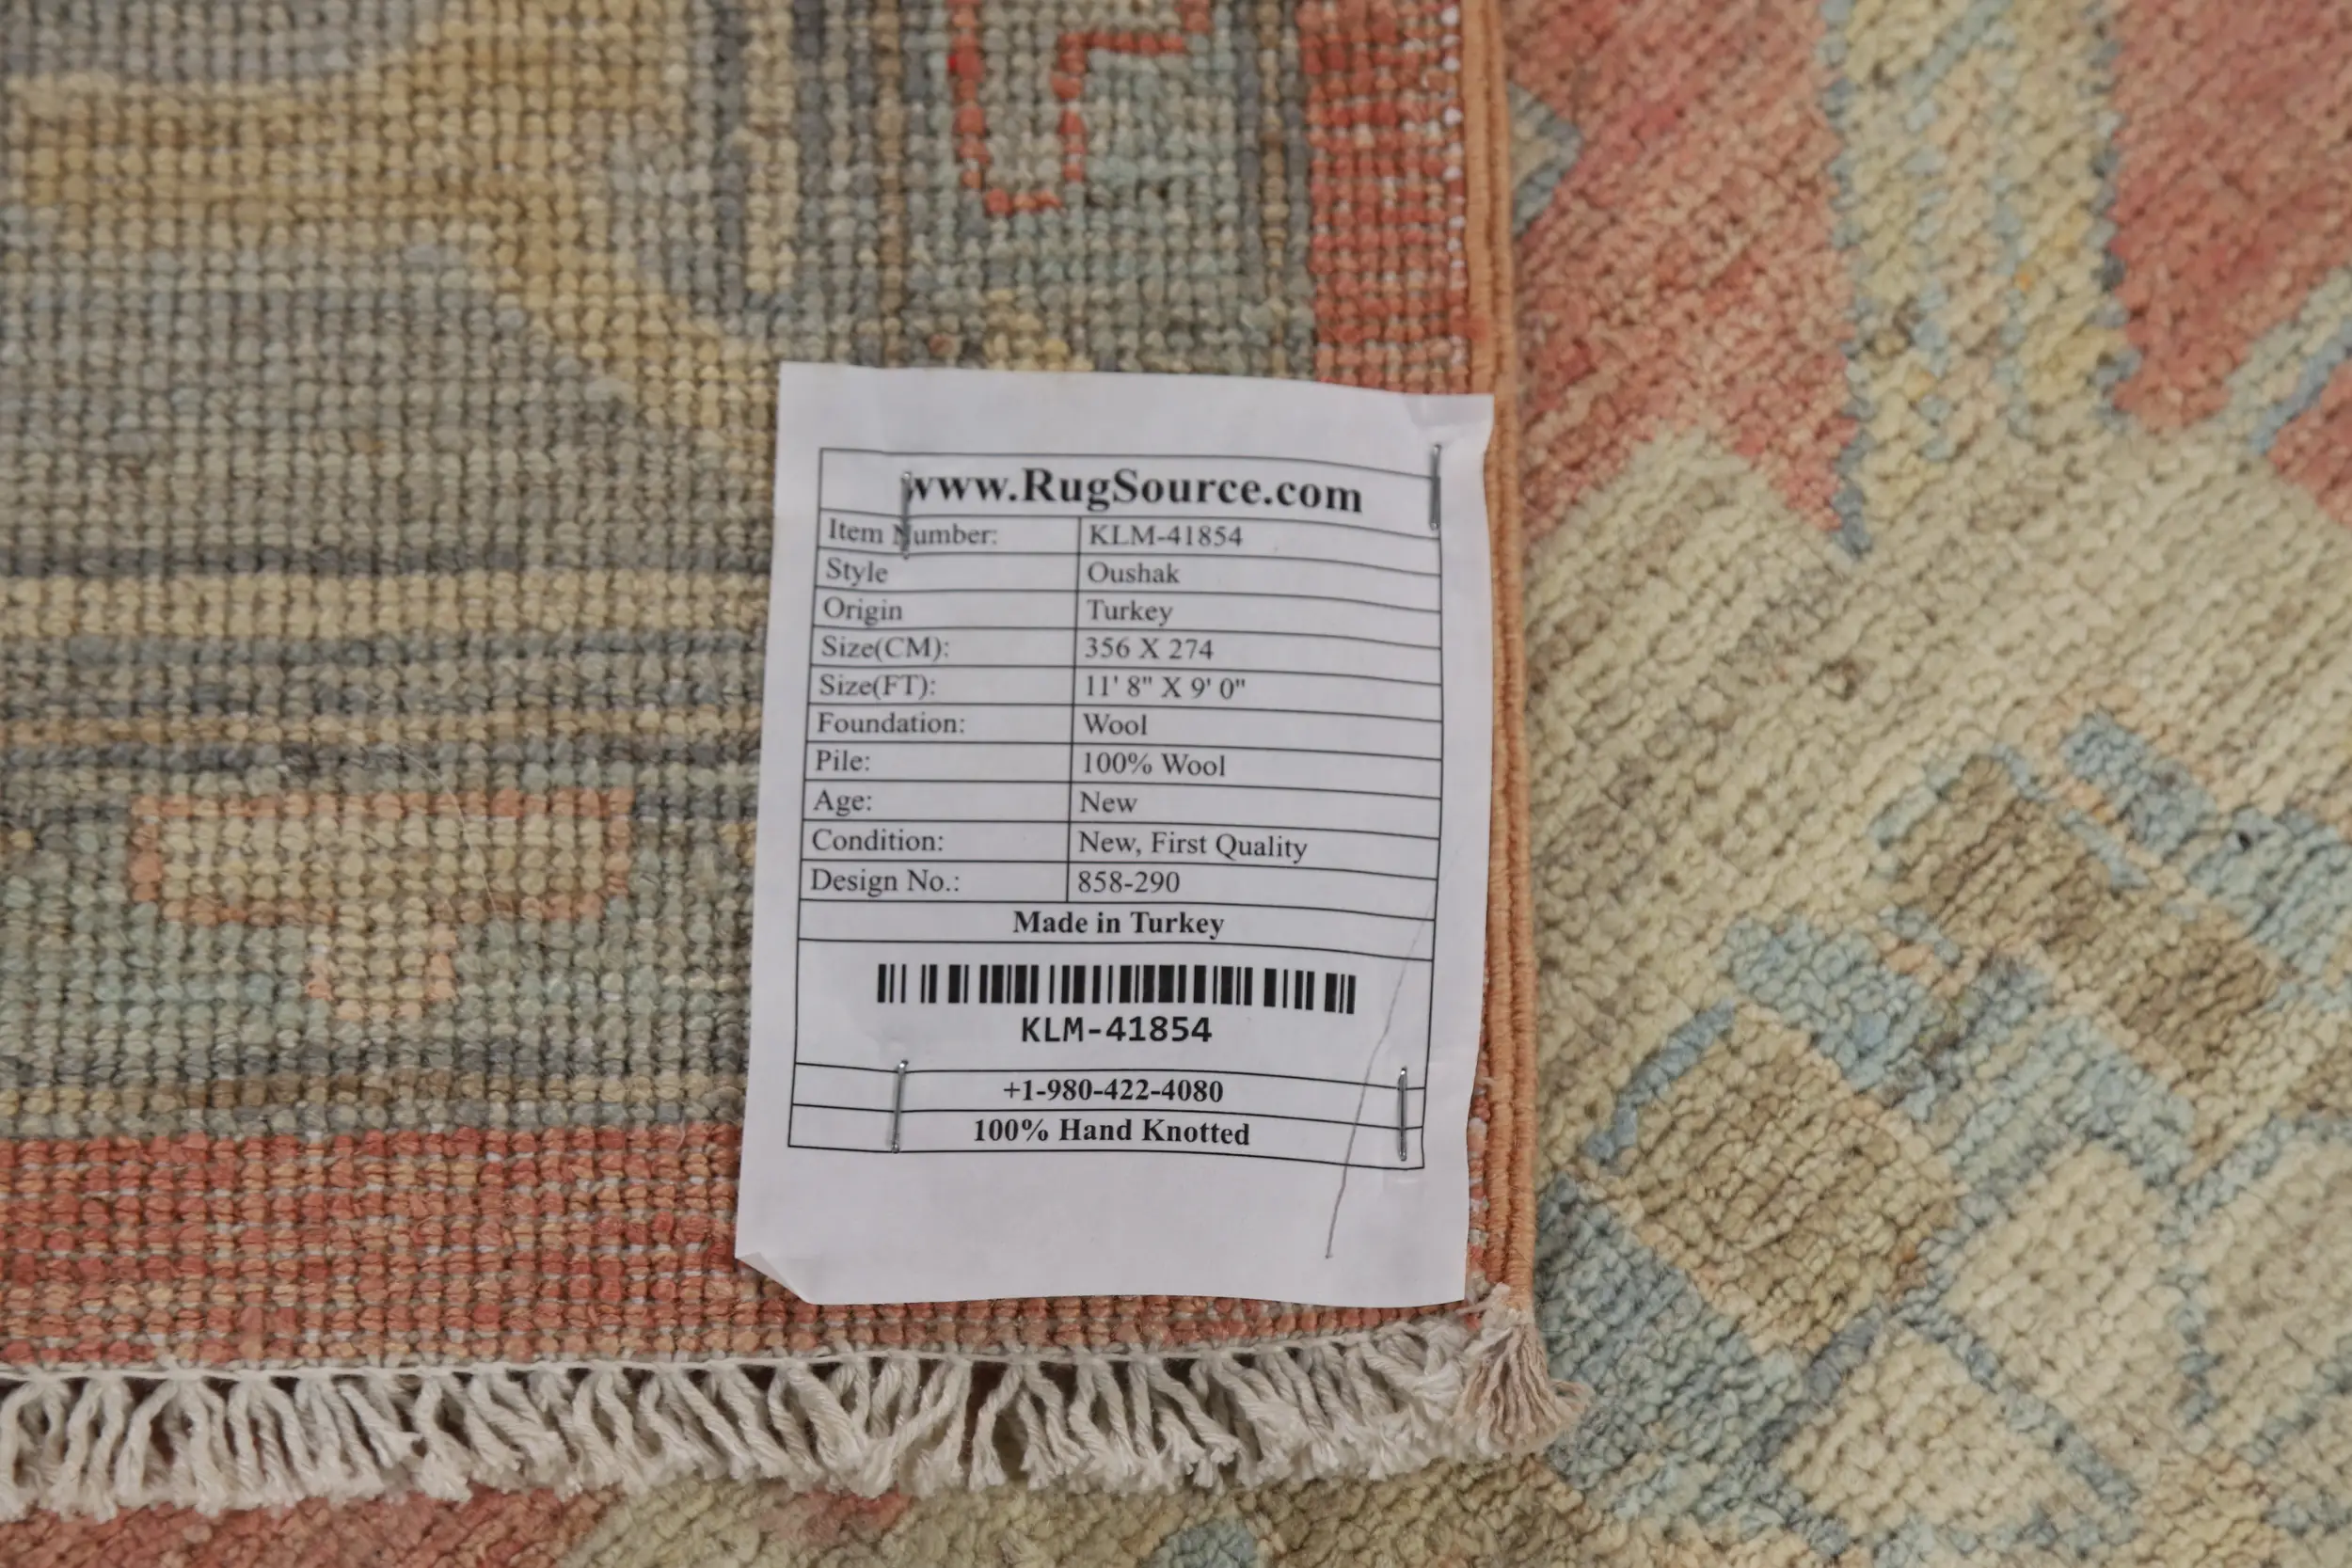 www.RugSource.com
Item Number: KLM-41854
Style Oushak
Origin Turkey
Size(CM): 356 X 274
Size(FT): 11' 8" X 9' 0"
Foundation: Wool
Pile: 100% Wool
Age: New
Condition: New, First Quality
Design No.: 858-290
Made in Turkey
KLM-41854
+1-980-422-4080
100% Hand Knotted